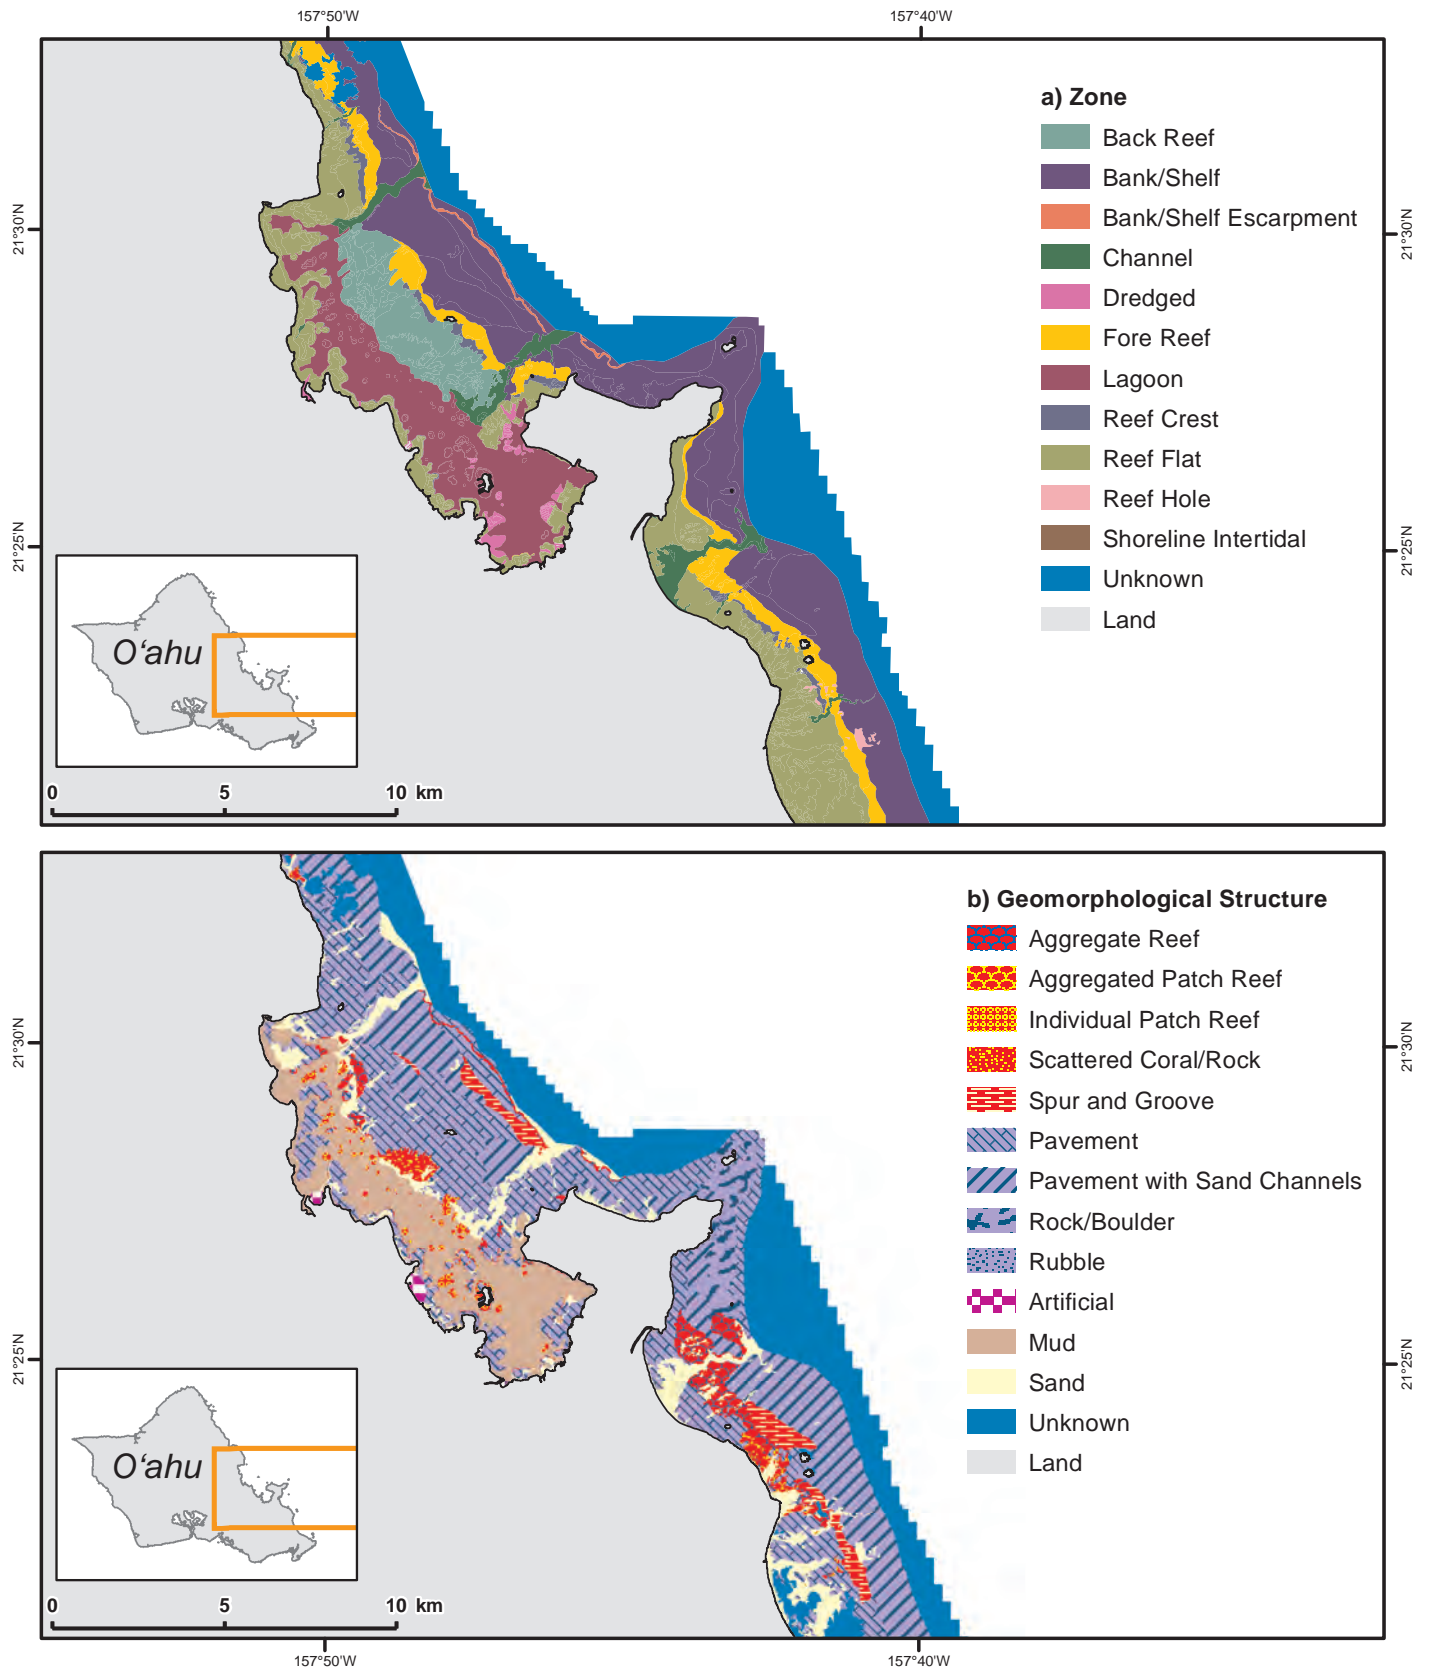 157°50'W
157°40'W
21°30'N
21°30'N
21°25'N
21°25'N
a) Zone
Back Reef
Bank/Shelf
Bank/Shelf Escarpment
Channel
Dredged
Fore Reef
Lagoon
Reef Crest
Reef Flat
Reef Hole
Shoreline Intertidal
Unknown
Land
Oʻahu
0 5 10 km
b) Geomorphological Structure
Aggregate Reef
Aggregated Patch Reef
Individual Patch Reef
Scattered Coral/Rock
Spur and Groove
Pavement
Pavement with Sand Channels
Rock/Boulder
Rubble
Artificial
Mud
Sand
Unknown
Land
21°30'N
21°30'N
21°25'N
21°25'N
Oʻahu
0 5 10 km
157°50'W
157°40'W